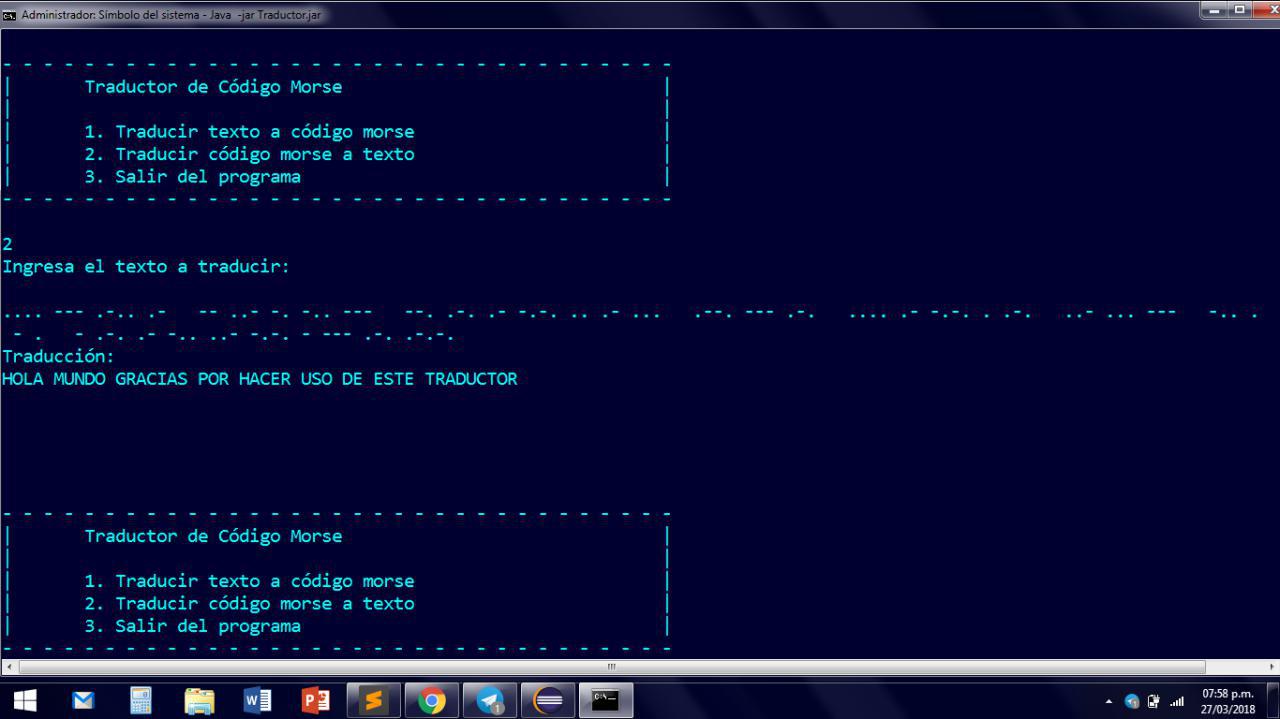 Administrador: Símbolo del sistema - Java -jar Traductor.jar
- - - - - - - - - - - - - - - - - - - - - - - - - - - - - - - - -
| Traductor de Código Morse |
| |
| 1. Traducir texto a código morse |
| 2. Traducir código morse a texto |
| 3. Salir del programa |
- - - - - - - - - - - - - - - - - - - - - - - - - - - - - - - - -
2
Ingresa el texto a traducir:
.... --- .-.. .-   -- ..- -. -.. ---   --. .-. .- -.-. .. .- ...   .--. --- .-.   .... .- -.-. . .-.   ..- ... ---   -.. .
- .   - .-. .- -.. ..- -.-. - --- .-. .-.-.
Traducción:
HOLA MUNDO GRACIAS POR HACER USO DE ESTE TRADUCTOR
- - - - - - - - - - - - - - - - - - - - - - - - - - - - - - - - -
| Traductor de Código Morse |
| |
| 1. Traducir texto a código morse |
| 2. Traducir código morse a texto |
| 3. Salir del programa |
- - - - - - - - - - - - - - - - - - - - - - - - - - - - - - - - -
07:58 p.m.
27/03/2018